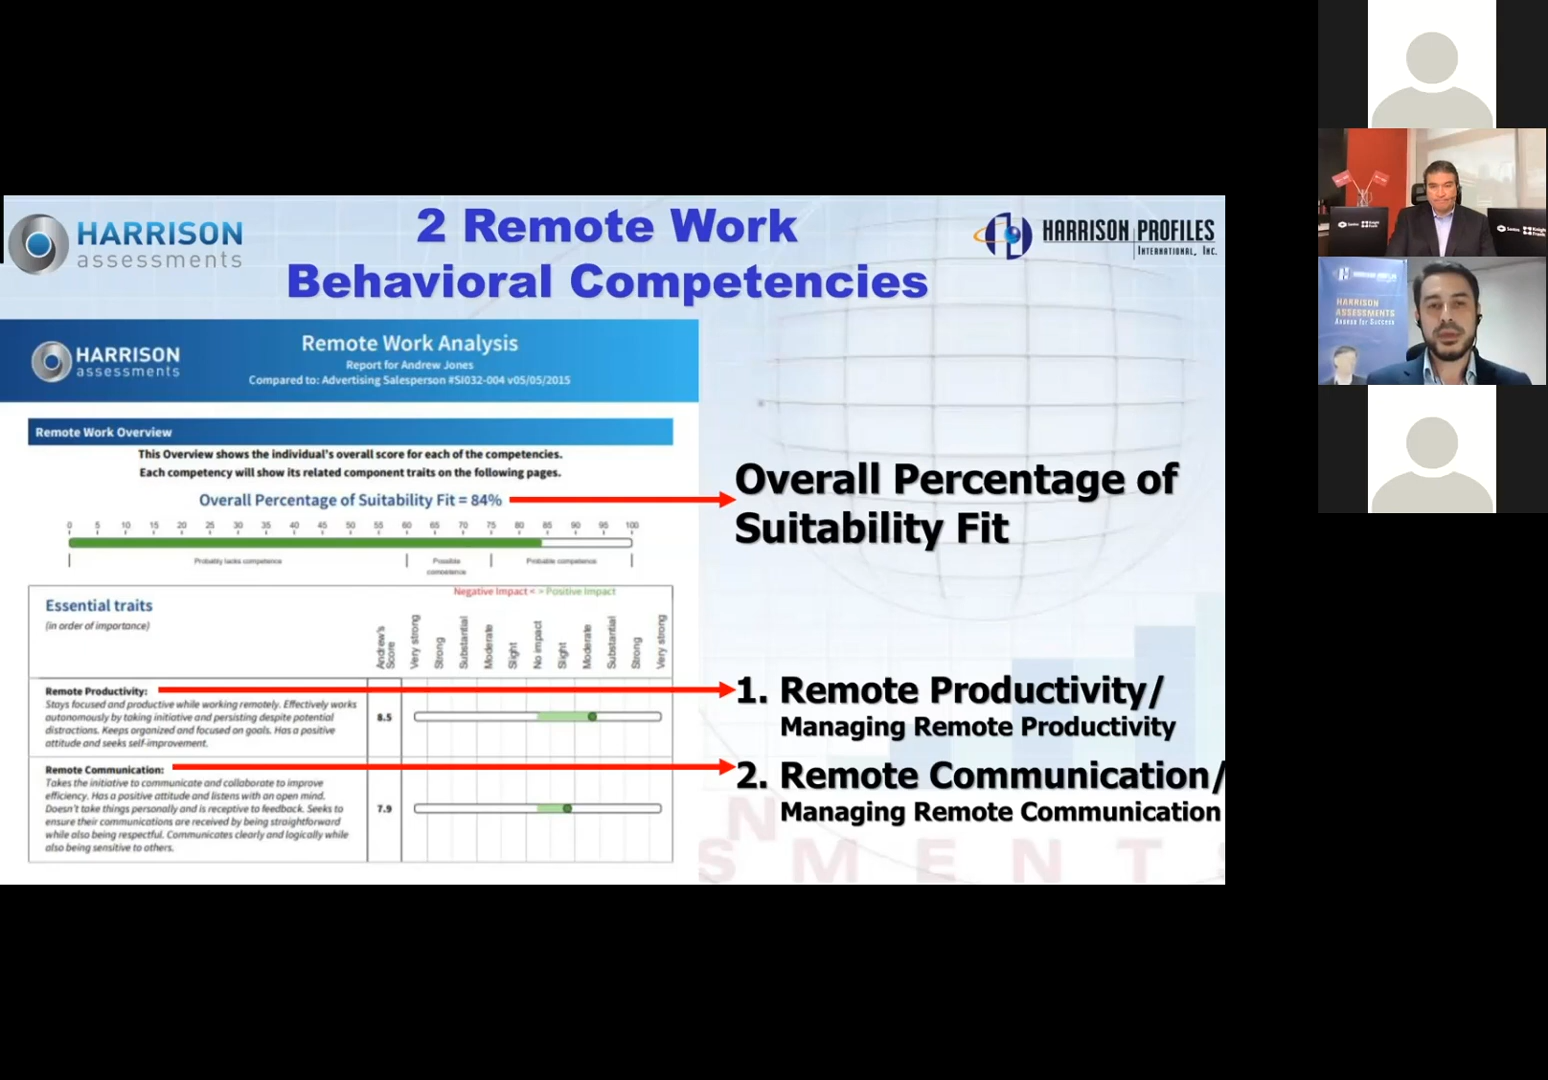 HARRISON
assessments
2 Remote Work
Behavioral Competencies
HARRISON PROFILES
INTERNATIONAL, INC.
HARRISON
assessments
Remote Work Analysis
Report for Andrew Jones
Compared to: Advertising Salesperson #SI032-004 v05/05/2015
Remote Work Overview
This Overview shows the individual's overall score for each of the competencies.
Each competency will show its related component traits on the following pages.
Overall Percentage of Suitability Fit = 84%
0 5 10 15 20 25 30 35 40 45 50 55 60 65 70 75 80 85 90 95 100
Probably lacks competence
Possible
competence
Probable competence
Overall Percentage of
Suitability Fit
Essential traits
(in order of importance)
Negative Impact < > Positive Impact
Andrew's
Score
Very strong
Strong
Substantial
Moderate
Slight
No impact
Slight
Moderate
Substantial
Strong
Very strong
Remote Productivity:
Stays focused and productive while working remotely. Effectively works
autonomously by taking initiative and persisting despite potential
distractions. Keeps organized and focused on goals. Has a positive
attitude and seeks self-improvement.
8.5
Remote Communication:
Takes the initiative to communicate and collaborate to improve
efficiency. Has a positive attitude and listens with an open mind.
Doesn't take things personally and is receptive to feedback. Seeks to
ensure their communications are received by being straightforward
while also being respectful. Communicates clearly and logically while
also being sensitive to others.
7.9
1. Remote Productivity/
Managing Remote Productivity
2. Remote Communication/
Managing Remote Communication
N
S M E N T S
Santos
Knight
Frank
Santos
HARRISON PROFILES
HARRISON
ASSESSMENTS
Assess for Success